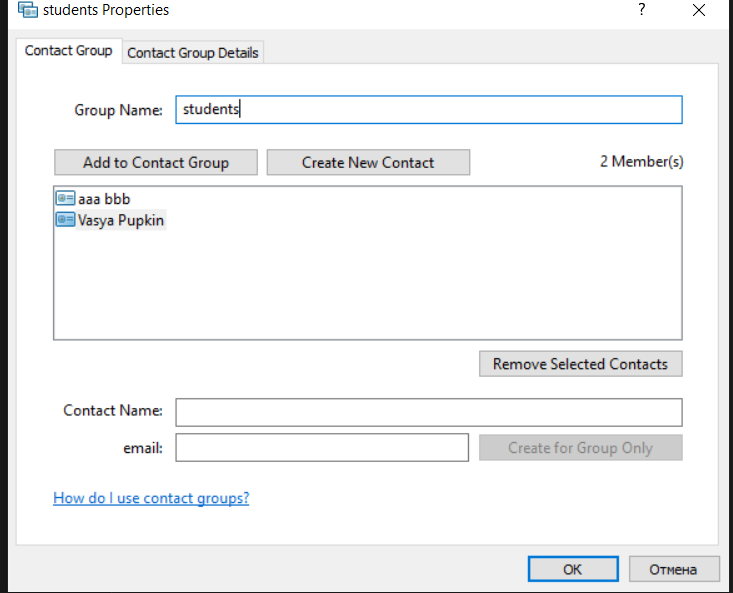 students Properties
Contact Group
Contact Group Details
Group Name:
students
Add to Contact Group
Create New Contact
2 Member(s)
aaa bbb
Vasya Pupkin
Remove Selected Contacts
Contact Name:
email:
Create for Group Only
How do I use contact groups?
OK
Отмена